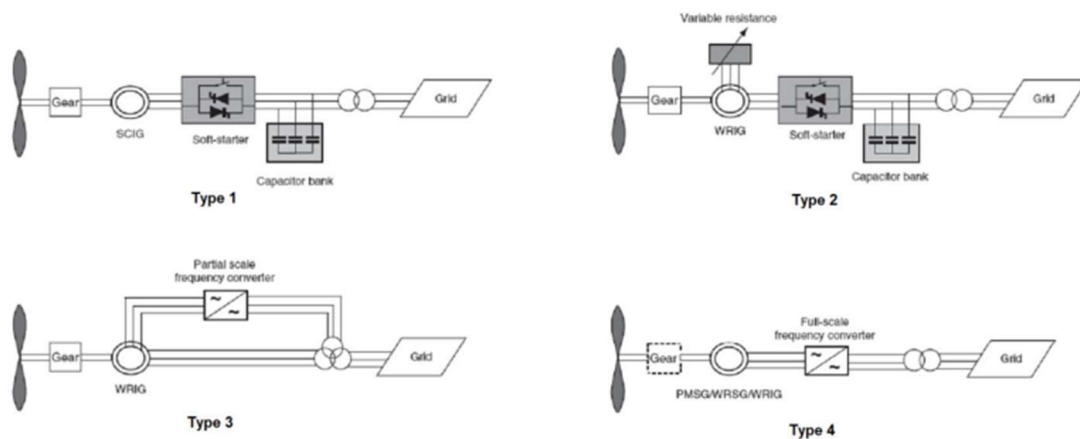 Gear
SCIG
Soft-starter
Capacitor bank
Grid
Type 1
Variable resistance
Gear
WRIG
Soft-starter
Capacitor bank
Grid
Type 2
Partial scale
frequency converter
Gear
WRIG
Grid
Type 3
Full-scale
frequency converter
Gear
PMSG/WRSG/WRIG
Grid
Type 4